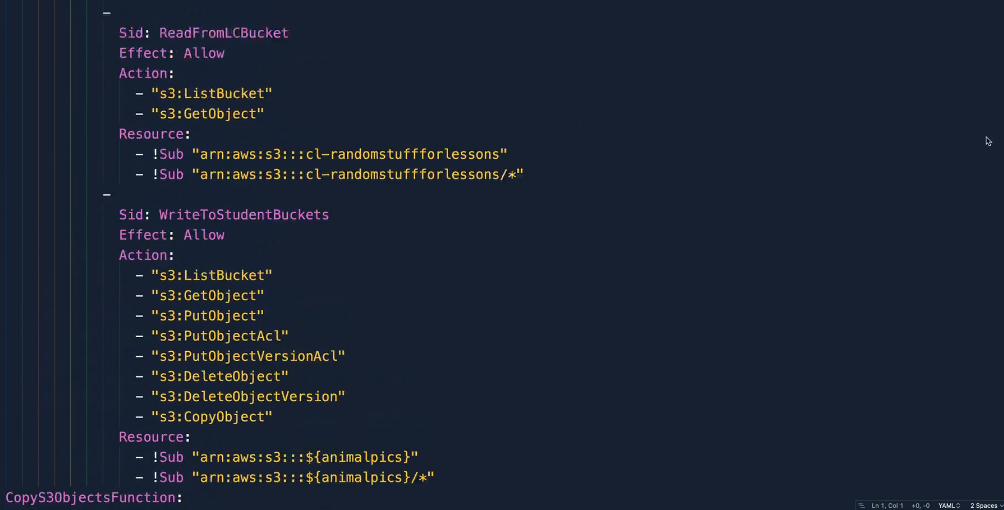 -
Sid: ReadFromLCBucket
Effect: Allow
Action:
- "s3:ListBucket"
- "s3:GetObject"
Resource:
- !Sub "arn:aws:s3:::cl-randomstuffforlessons"
- !Sub "arn:aws:s3:::cl-randomstuffforlessons/*"
-
Sid: WriteToStudentBuckets
Effect: Allow
Action:
- "s3:ListBucket"
- "s3:GetObject"
- "s3:PutObject"
- "s3:PutObjectAcl"
- "s3:PutObjectVersionAcl"
- "s3:DeleteObject"
- "s3:DeleteObjectVersion"
- "s3:CopyObject"
Resource:
- !Sub "arn:aws:s3:::${animalpics}"
- !Sub "arn:aws:s3:::${animalpics}/*"
CopyS3ObjectsFunction:
Ln 1, Col 1 +0, -0 YAML 2 Spaces